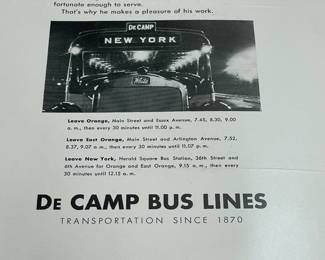 fortunate enough to serve.
That's why he makes a pleasure of his work.
DE CAMP
NEW YORK
White
Leave Orange, Main Street and Essex Avenue, 7.45, 8.30, 9.00
a. m., then every 30 minutes until 11.00 p. m.
Leave East Orange, Main Street and Arlington Avenue, 7.52,
8.37, 9.07 a. m., then every 30 minutes until 11.07 p. m.
Leave New York, Herald Square Bus Station, 36th Street and
6th Avenue for Orange and East Orange, 9.15 a. m., then every
30 minutes until 12.15 a. m.
DE CAMP BUS LINES
TRANSPORTATION SINCE 1870